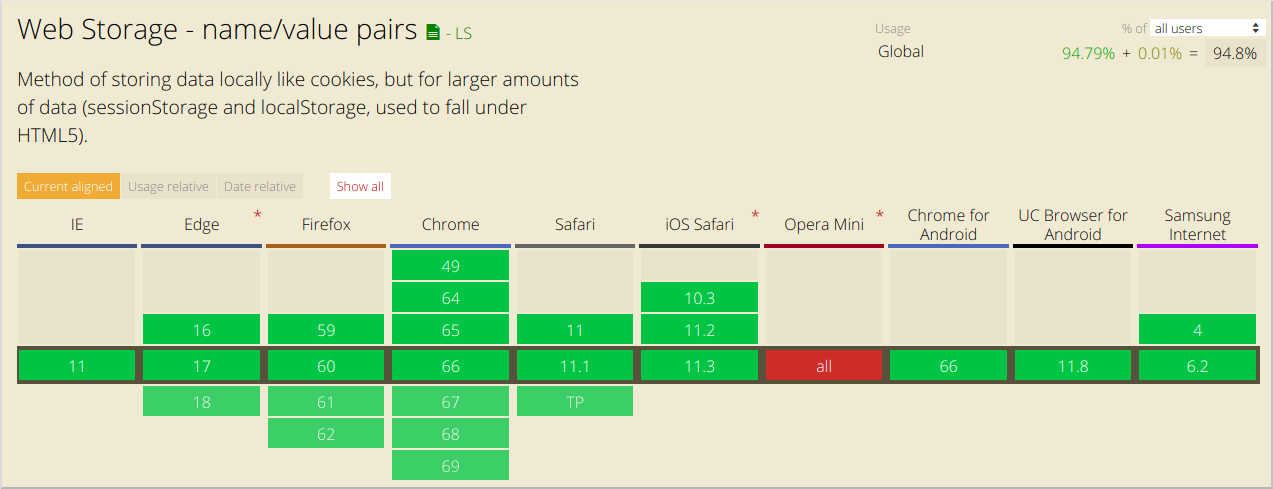 Web Storage - name/value pairs - LS
Usage % of all users
Global 94.79% + 0.01% = 94.8%
Method of storing data locally like cookies, but for larger amounts
of data (sessionStorage and localStorage, used to fall under
HTML5).
Current aligned Usage relative Date relative Show all
IE Edge * Firefox Chrome Safari iOS Safari * Opera Mini * Chrome for Android UC Browser for Android Samsung Internet
49
64 10.3
16 59 65 11 11.2 4
11 17 60 66 11.1 11.3 all 66 11.8 6.2
18 61 67 TP
62 68
69